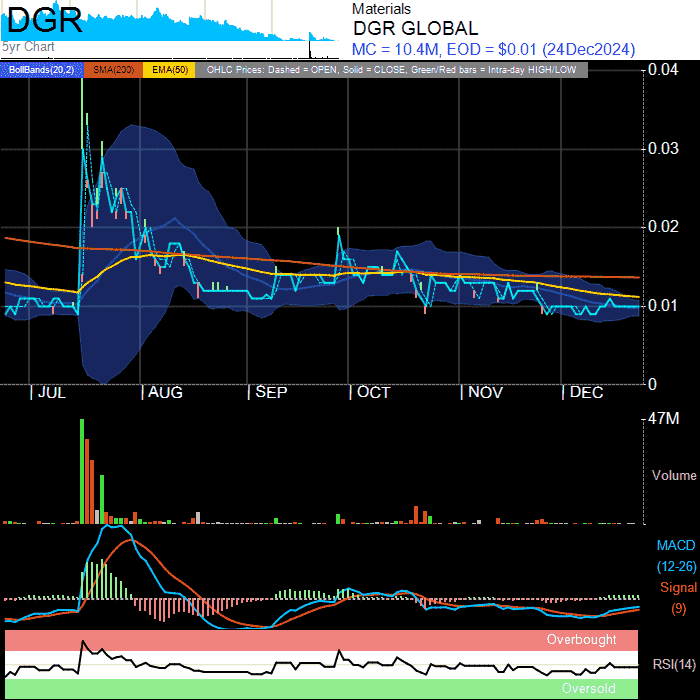 DGR
5yr Chart
Materials
DGR GLOBAL
MC = 10.4M, EOD = $0.01 (24Dec2024)
BollBands(20,2) SMA(200) EMA(50) OHLC Prices: Dashed = OPEN, Solid = CLOSE, Green/Red bars = Intra-day HIGH/LOW
0.04
0.03
0.02
0.01
0
JUL AUG SEP OCT NOV DEC
47M
Volume
MACD
(12-26)
Signal
(9)
Overbought
RSI(14)
Oversold